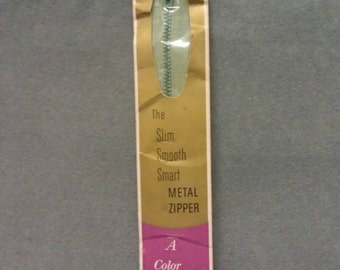 The
Slim
Smooth
Smart
METAL
ZIPPER
A
Color